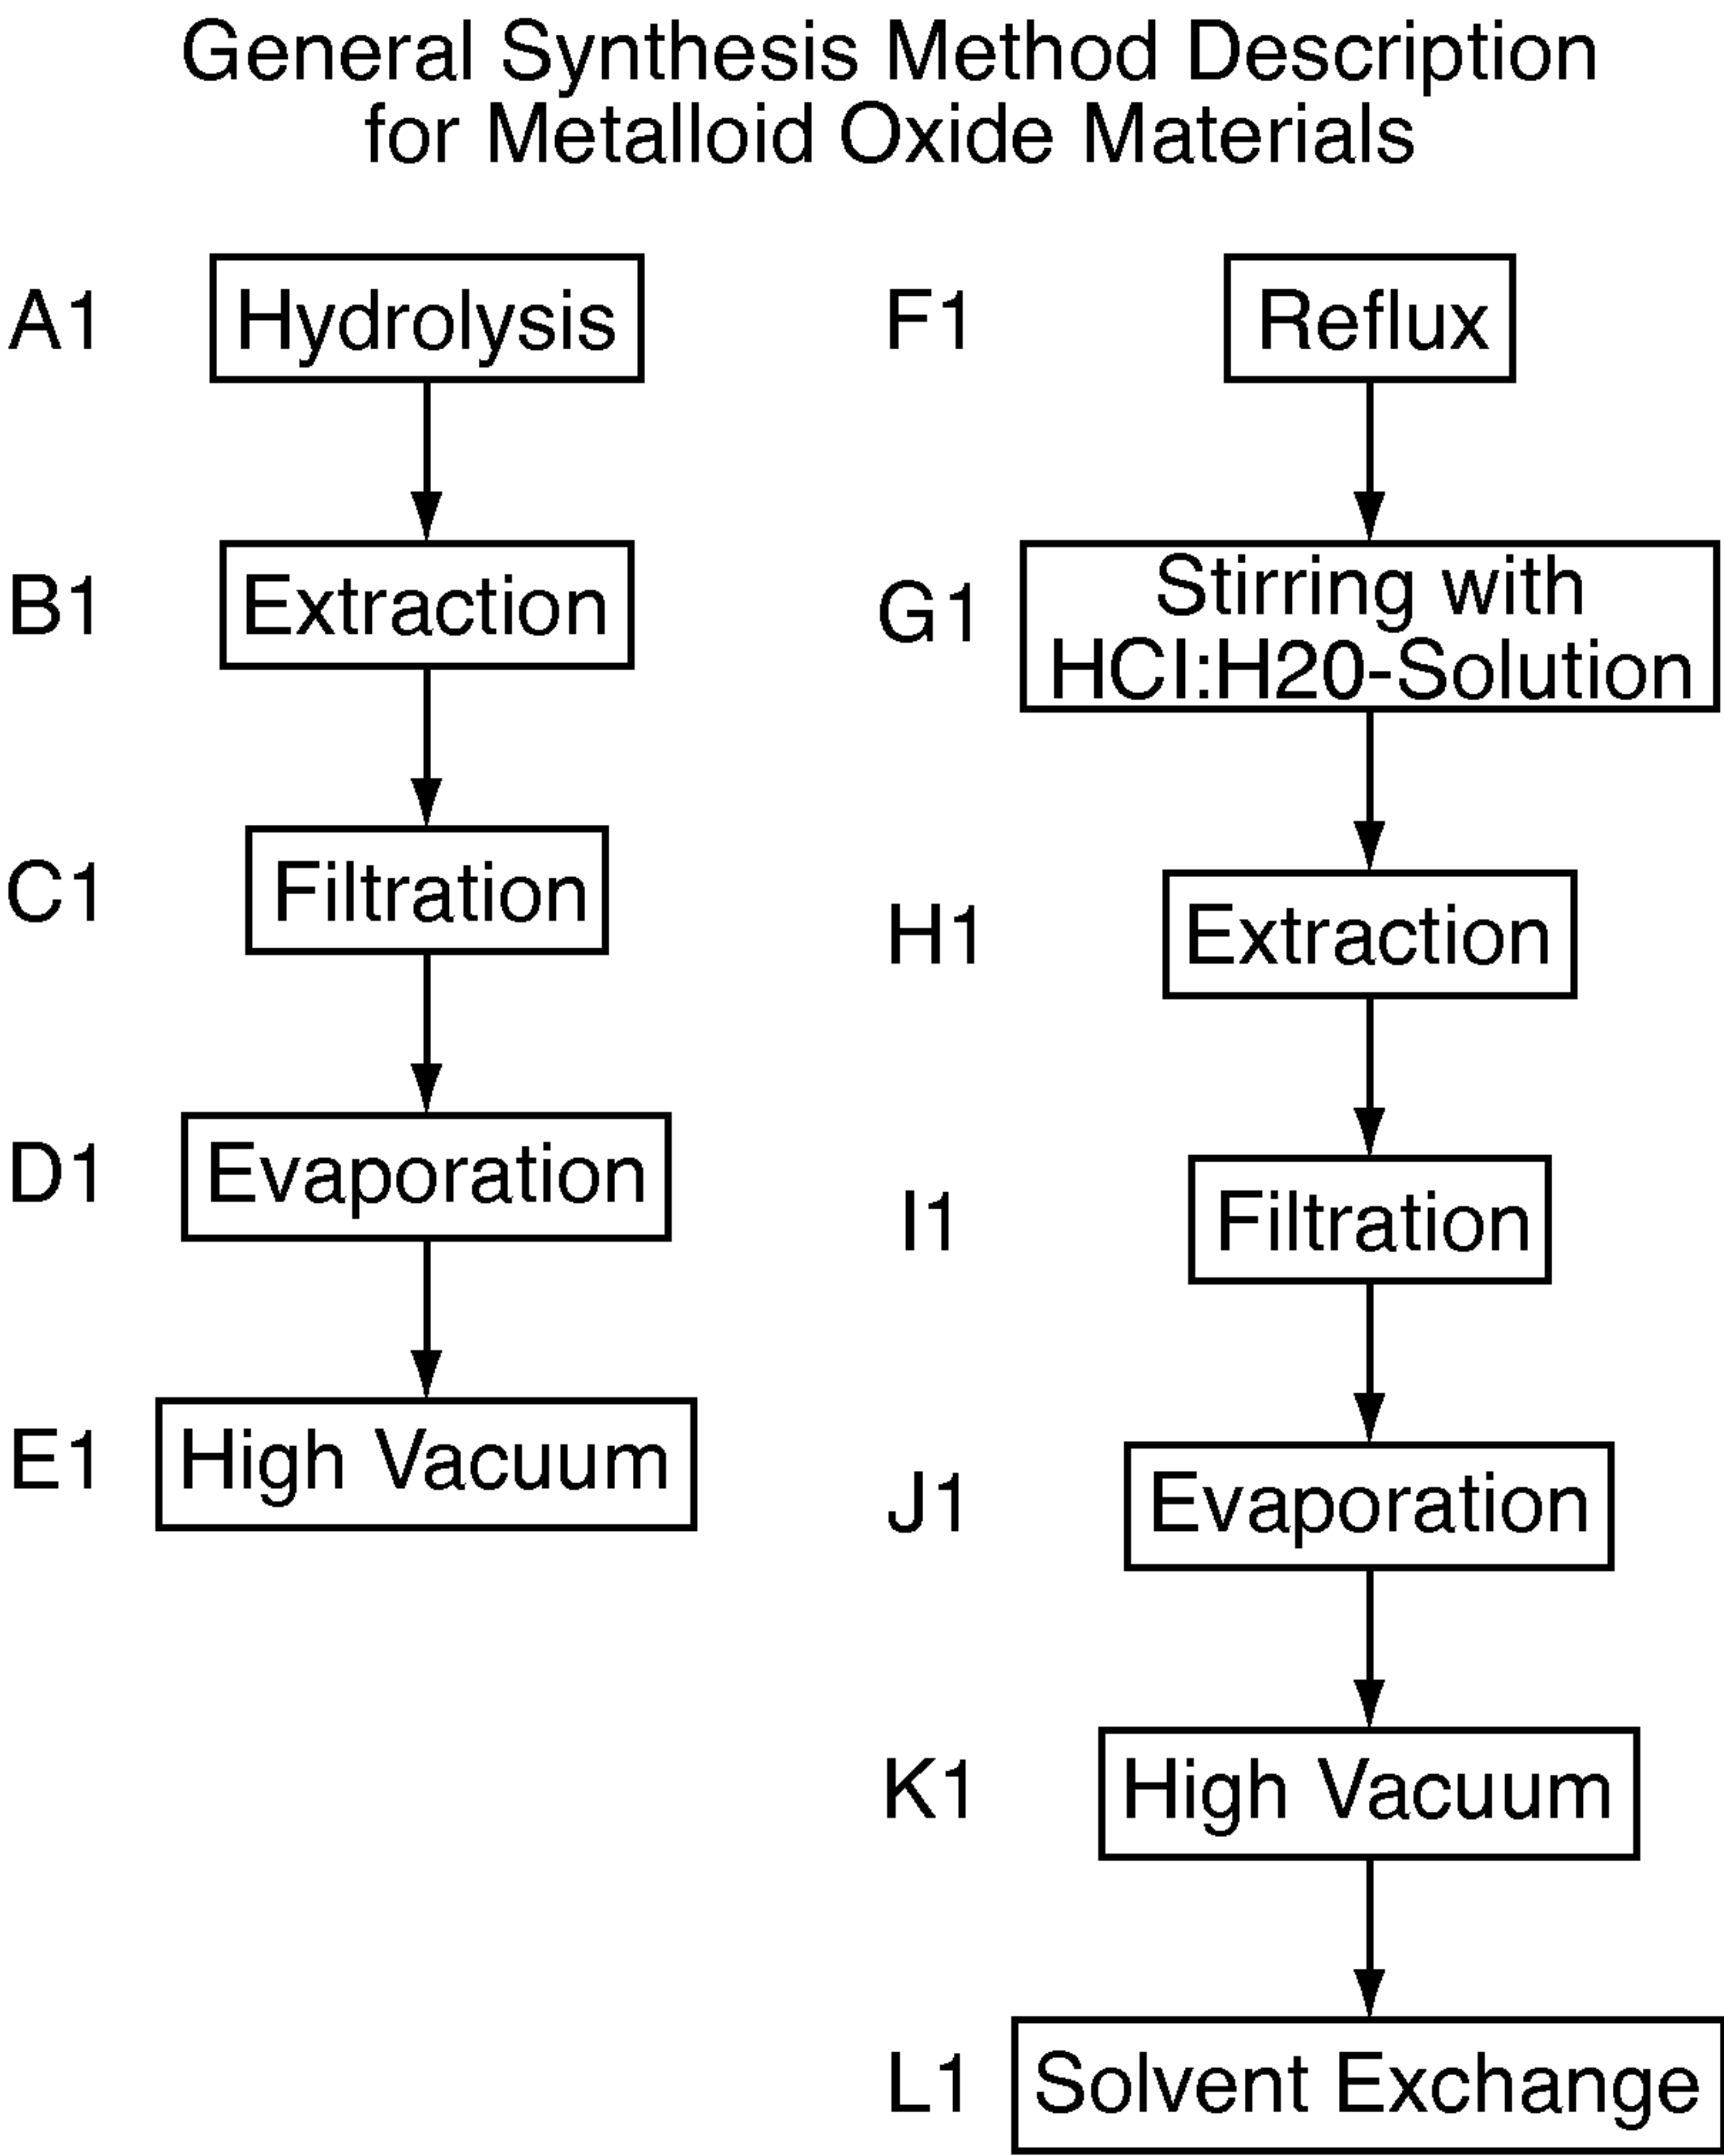 General Synthesis Method Description
for Metalloid Oxide Materials
A1
Hydrolysis
B1
Extraction
C1
Filtration
D1
Evaporation
E1
High Vacuum
F1
Reflux
G1
Stirring with
HCl:H20-Solution
H1
Extraction
I1
Filtration
J1
Evaporation
K1
High Vacuum
L1
Solvent Exchange